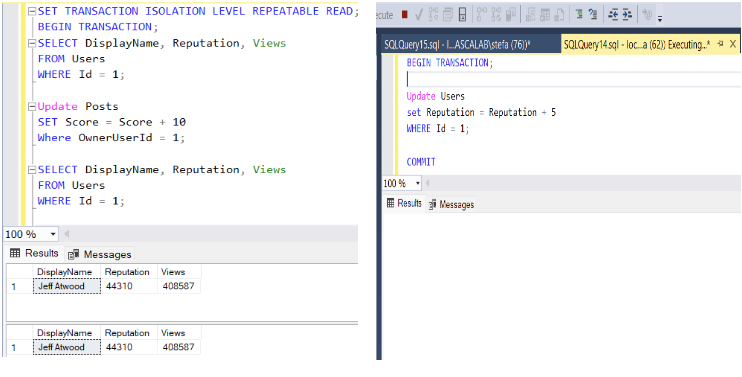 SET TRANSACTION ISOLATION LEVEL REPEATABLE READ;
BEGIN TRANSACTION;
SELECT DisplayName, Reputation, Views
FROM Users
WHERE Id = 1;
Update Posts
SET Score = Score + 10
Where OwnerUserId = 1;
SELECT DisplayName, Reputation, Views
FROM Users
WHERE Id = 1;
100 %
Results Messages
DisplayName Reputation Views
1 Jeff Atwood 44310 408587
DisplayName Reputation Views
1 Jeff Atwood 44310 408587
cute
SQLQuery15.sql - l...ASCALAB\stefa (76))* SQLQuery14.sql - loc...a (62)) Executing...* X
BEGIN TRANSACTION;
Update Users
set Reputation = Reputation + 5
WHERE Id = 1;
COMMIT
100 %
Results Messages